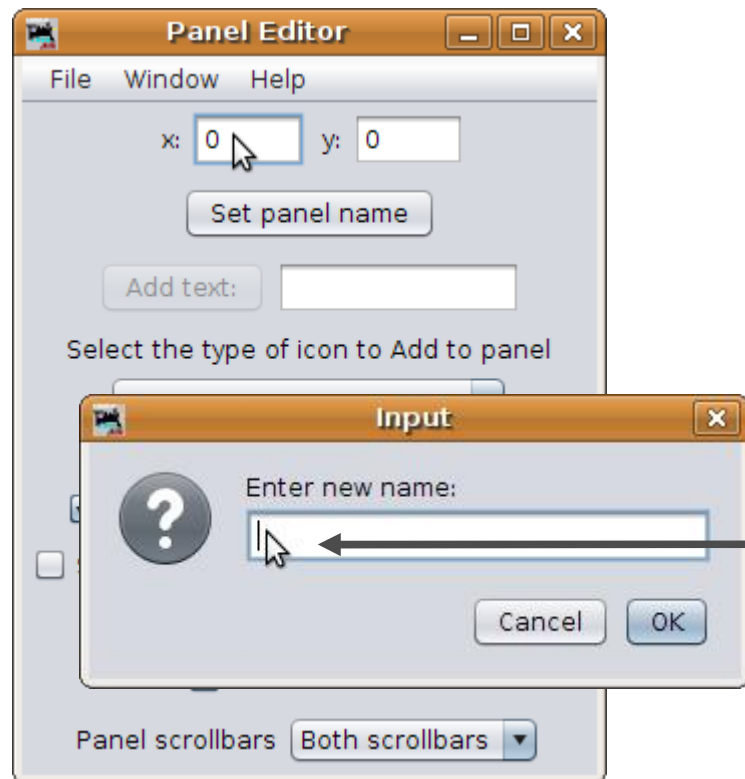 Panel Editor
File Window Help
x: 0 y: 0
Set panel name
Add text:
Select the type of icon to Add to panel
Input
Enter new name:
Cancel OK
Panel scrollbars Both scrollbars